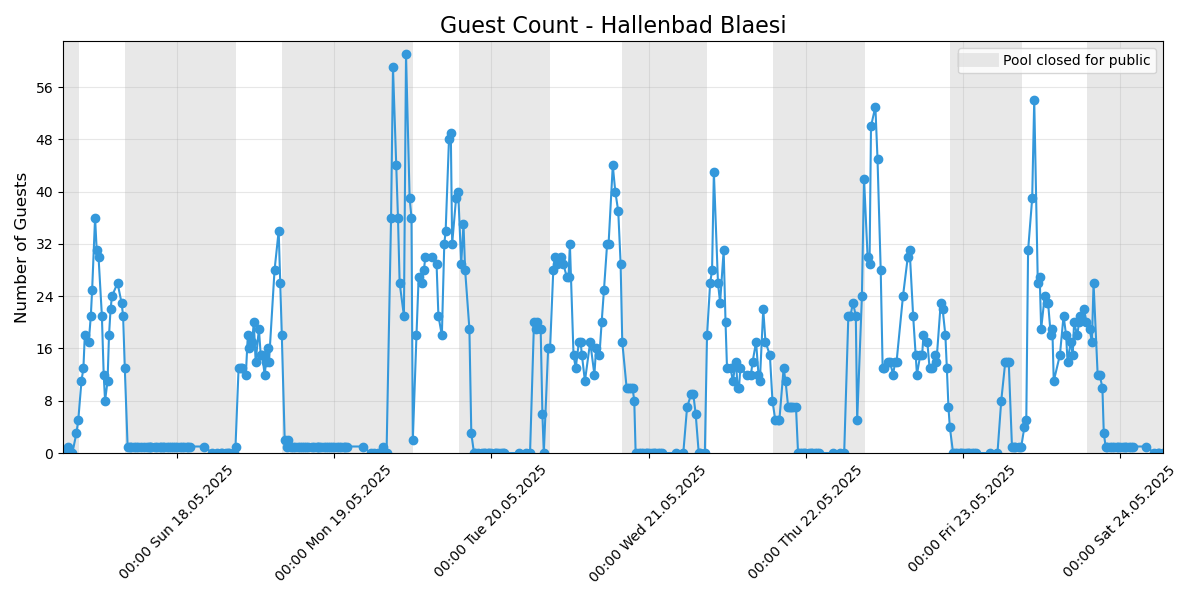 Guest Count - Hallenbad Blaesi
Pool closed for public
Number of Guests
56
48
40
32
24
16
8
0
00:00 Sun 18.05.2025
00:00 Mon 19.05.2025
00:00 Tue 20.05.2025
00:00 Wed 21.05.2025
00:00 Thu 22.05.2025
00:00 Fri 23.05.2025
00:00 Sat 24.05.2025